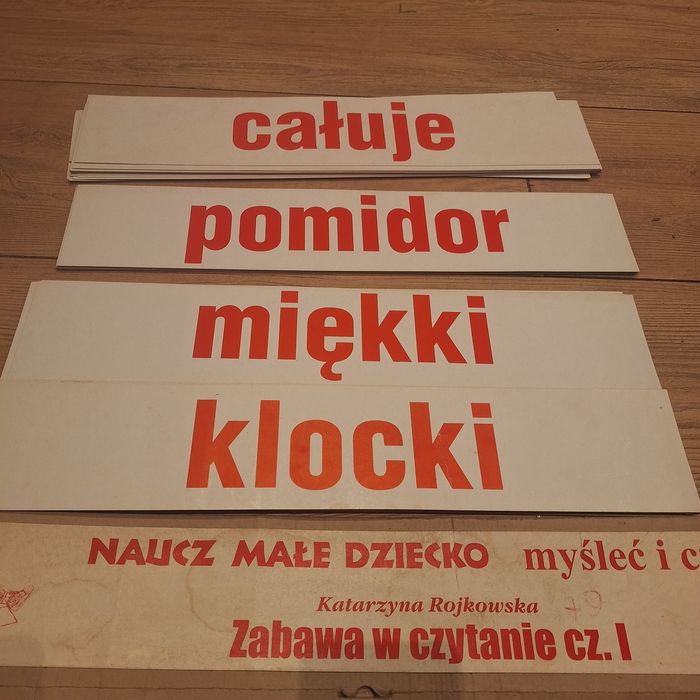 całuje
pomidor
miękki
klocki
NAUCZ MAŁE DZIECKO myśleć i
Katarzyna Rojkowska
Zabawa w czytanie cz. I